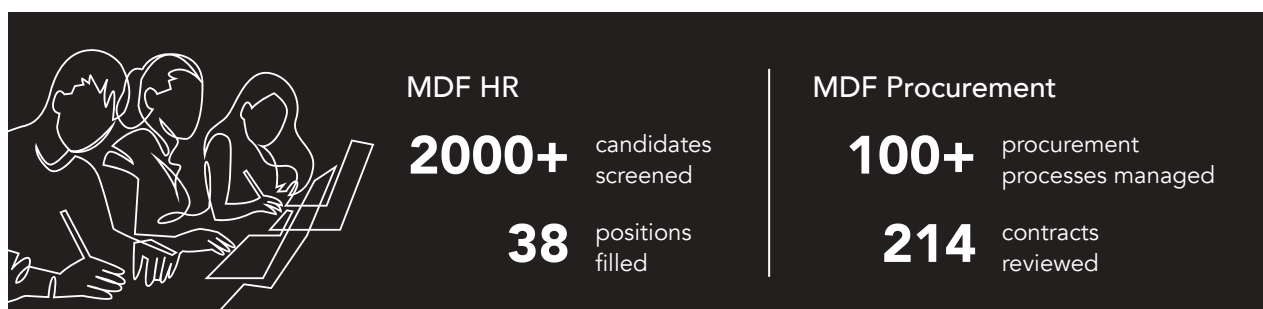 MDF HR
2000+ candidates
screened
38 positions
filled
MDF Procurement
100+ procurement
processes managed
214 contracts
reviewed